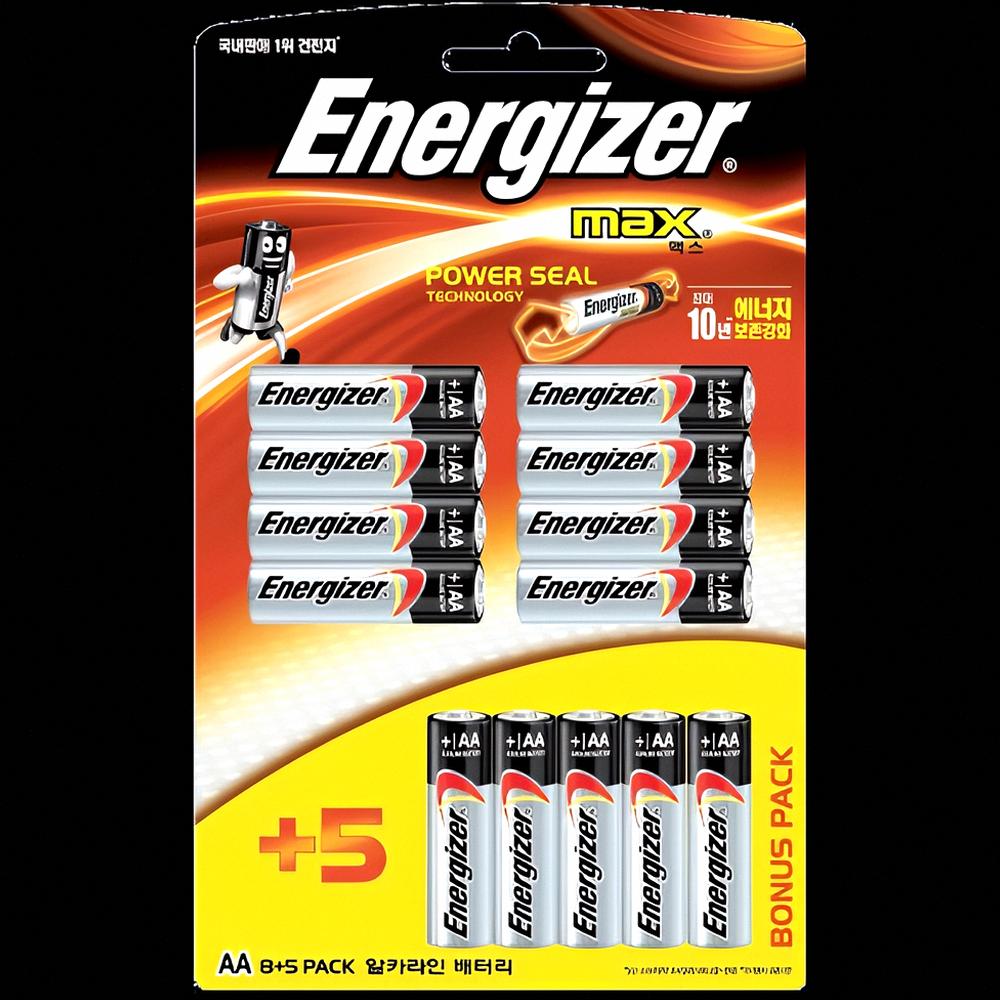 국내판매 1위 건전지*
Energizer®
max®
맥스
POWER SEAL
TECHNOLOGY
Energizer
최대
10년 에너지
보존강화
Energizer
Energizer +|AA
Energizer +|AA
Energizer +|AA
Energizer +|AA
Energizer +|AA
Energizer +|AA
Energizer +|AA
Energizer +|AA
+|AA
+|AA
+|AA
+|AA
+|AA
Energizer
Energizer
Energizer
Energizer
Energizer
+5
BONUS PACK
AA 8+5 PACK 알카라인 배터리